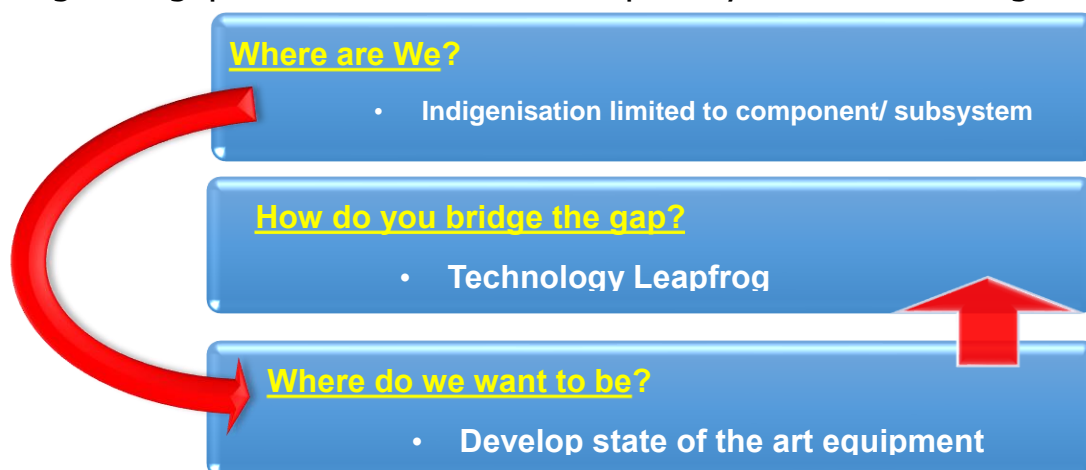 Where are We?
• Indigenisation limited to component/ subsystem
How do you bridge the gap?
• Technology Leapfrog
Where do we want to be?
• Develop state of the art equipment